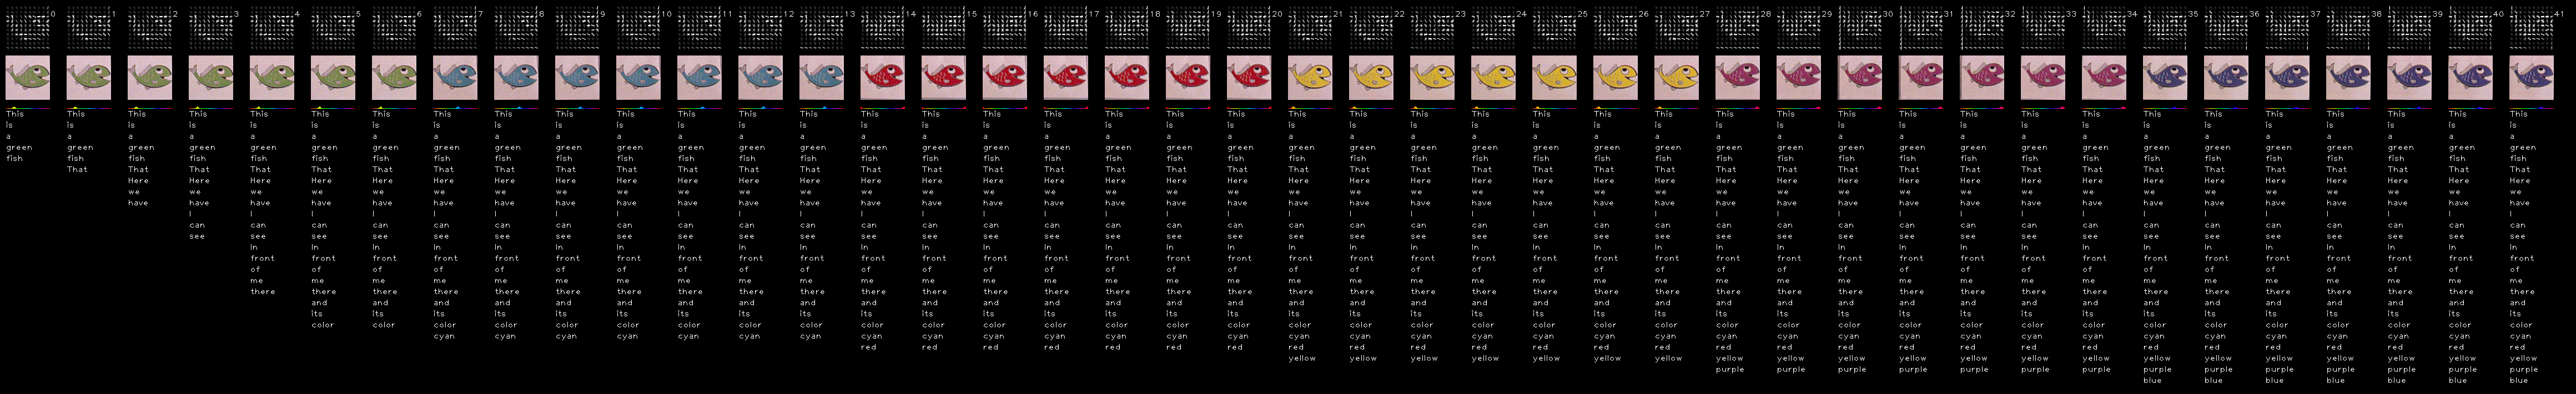 0 1 2 3 4 5 6 7 8 9 10 11 12 13 14 15 16 17 18 19 20 21 22 23 24 25 26 27 28 29 30 31 32 33 34 35 36 37 38 39 40 41
This This This This This This This This This This This This This This This This This This This This This This This This This This This This This This This This This This This This This This This This This This
is is is is is is is is is is is is is is is is is is is is is is is is is is is is is is is is is is is is is is is is is is
a a a a a a a a a a a a a a a a a a a a a a a a a a a a a a a a a a a a a a a a a a
green green green green green green green green green green green green green green green green green green green green green green green green green green green green green green green green green green green green green green green green green green
fish fish fish fish fish fish fish fish fish fish fish fish fish fish fish fish fish fish fish fish fish fish fish fish fish fish fish fish fish fish fish fish fish fish fish fish fish fish fish fish fish fish
That That That That That That That That That That That That That That That That That That That That That That That That That That That That That That That That That That That That That That That That That
Here Here Here Here Here Here Here Here Here Here Here Here Here Here Here Here Here Here Here Here Here Here Here Here Here Here Here Here Here Here Here Here Here Here Here Here Here Here Here Here
we we we we we we we we we we we we we we we we we we we we we we we we we we we we we we we we we we we we we we we we
have have have have have have have have have have have have have have have have have have have have have have have have have have have have have have have have have have have have have have have have
I I I I I I I I I I I I I I I I I I I I I I I I I I I I I I I I I I I I I I I
can can can can can can can can can can can can can can can can can can can can can can can can can can can can can can can can can can can can can can can
see see see see see see see see see see see see see see see see see see see see see see see see see see see see see see see see see see see see see see see
In In In In In In In In In In In In In In In In In In In In In In In In In In In In In In In In In In In In In In
front front front front front front front front front front front front front front front front front front front front front front front front front front front front front front front front front front front front front front
of of of of of of of of of of of of of of of of of of of of of of of of of of of of of of of of of of of of of of
me me me me me me me me me me me me me me me me me me me me me me me me me me me me me me me me me me me me me me
there there there there there there there there there there there there there there there there there there there there there there there there there there there there there there there there there there there there there there
and and and and and and and and and and and and and and and and and and and and and and and and and and and and and and and and and and and and and and
its its its its its its its its its its its its its its its its its its its its its its its its its its its its its its its its its its its its its
color color color color color color color color color color color color color color color color color color color color color color color color color color color color color color color color color color color color color
cyan cyan cyan cyan cyan cyan cyan cyan cyan cyan cyan cyan cyan cyan cyan cyan cyan cyan cyan cyan cyan cyan cyan cyan cyan cyan cyan cyan cyan cyan cyan cyan cyan cyan cyan
red red red red red red red red red red red red red red red red red red red red red red red red red red red red
yellow yellow yellow yellow yellow yellow yellow yellow yellow yellow yellow yellow yellow yellow yellow yellow yellow yellow yellow yellow yellow
purple purple purple purple purple purple purple purple purple purple purple purple purple purple
blue blue blue blue blue blue blue